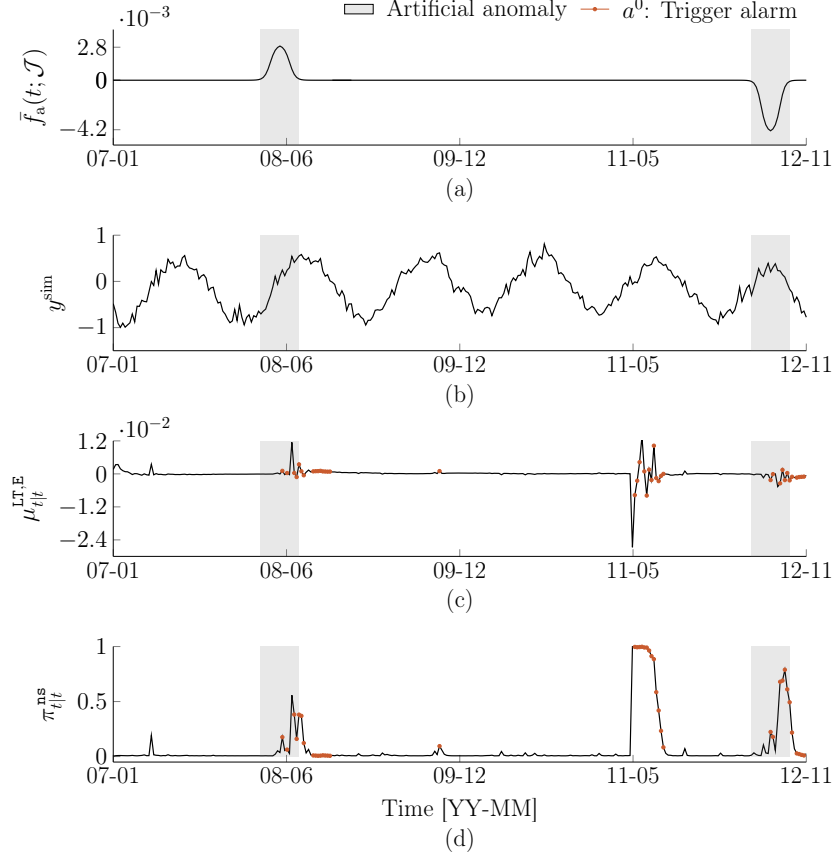 Artificial anomaly a⁰: Trigger alarm
·10⁻³
2.8
0
−4.2
f̄ₐ(t; 𝒥)
07-01 08-06 09-12 11-05 12-11
(a)
1
0
−1
y^sim
07-01 08-06 09-12 11-05 12-11
(b)
·10⁻²
1.2
0
−1.2
−2.4
μ^{LT,E}_{t|t}
07-01 08-06 09-12 11-05 12-11
(c)
1
0.5
0
π^{ns}_{t|t}
07-01 08-06 09-12 11-05 12-11
Time [YY-MM]
(d)